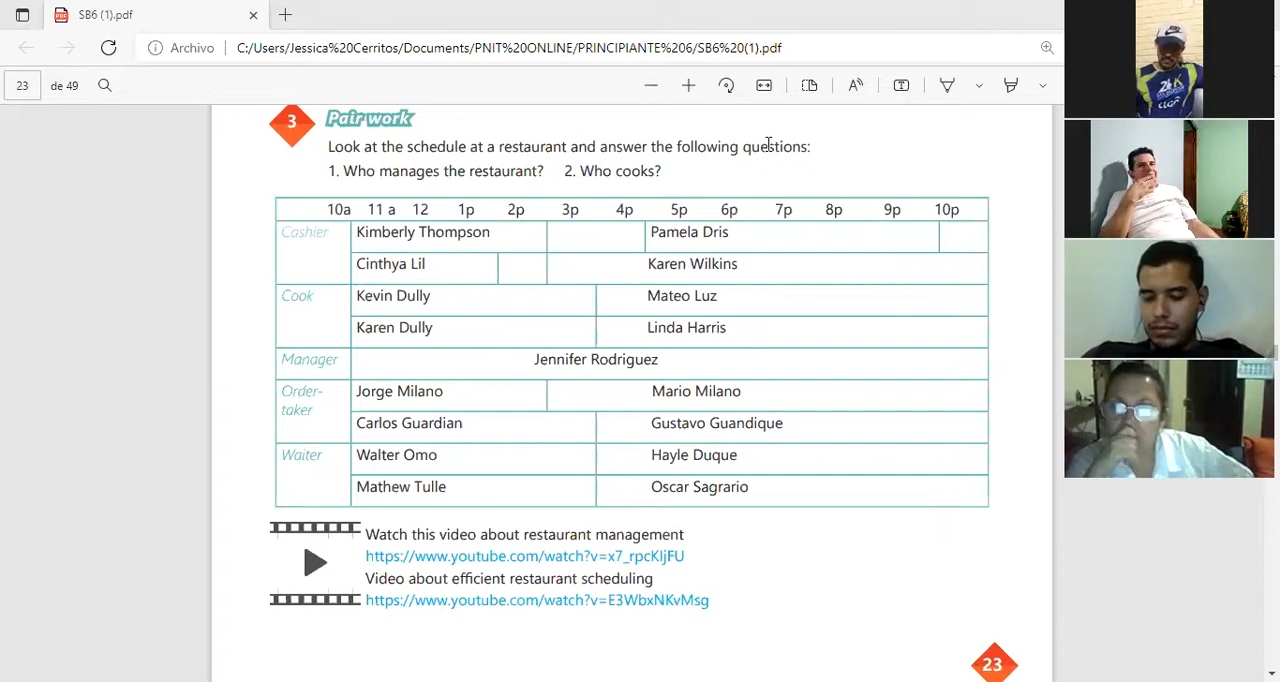 SB6 (1).pdf
Archivo
C:/Users/Jessica%20Cerritos/Documents/PNIT%20ONLINE/PRINCIPIANTE%206/SB6%20(1).pdf
23 de 49
3 Pair work
Look at the schedule at a restaurant and answer the following questions:
1. Who manages the restaurant? 2. Who cooks?
10a 11 a 12 1p 2p 3p 4p 5p 6p 7p 8p 9p 10p
Cashier Kimberly Thompson Pamela Dris
Cinthya Lil Karen Wilkins
Cook Kevin Dully Mateo Luz
Karen Dully Linda Harris
Manager Jennifer Rodriguez
Order- Jorge Milano Mario Milano
taker
Carlos Guardian Gustavo Guandique
Waiter Walter Omo Hayle Duque
Mathew Tulle Oscar Sagrario
Watch this video about restaurant management
https://www.youtube.com/watch?v=x7_rpcKIjFU
Video about efficient restaurant scheduling
https://www.youtube.com/watch?v=E3WbxNKvMsg
23